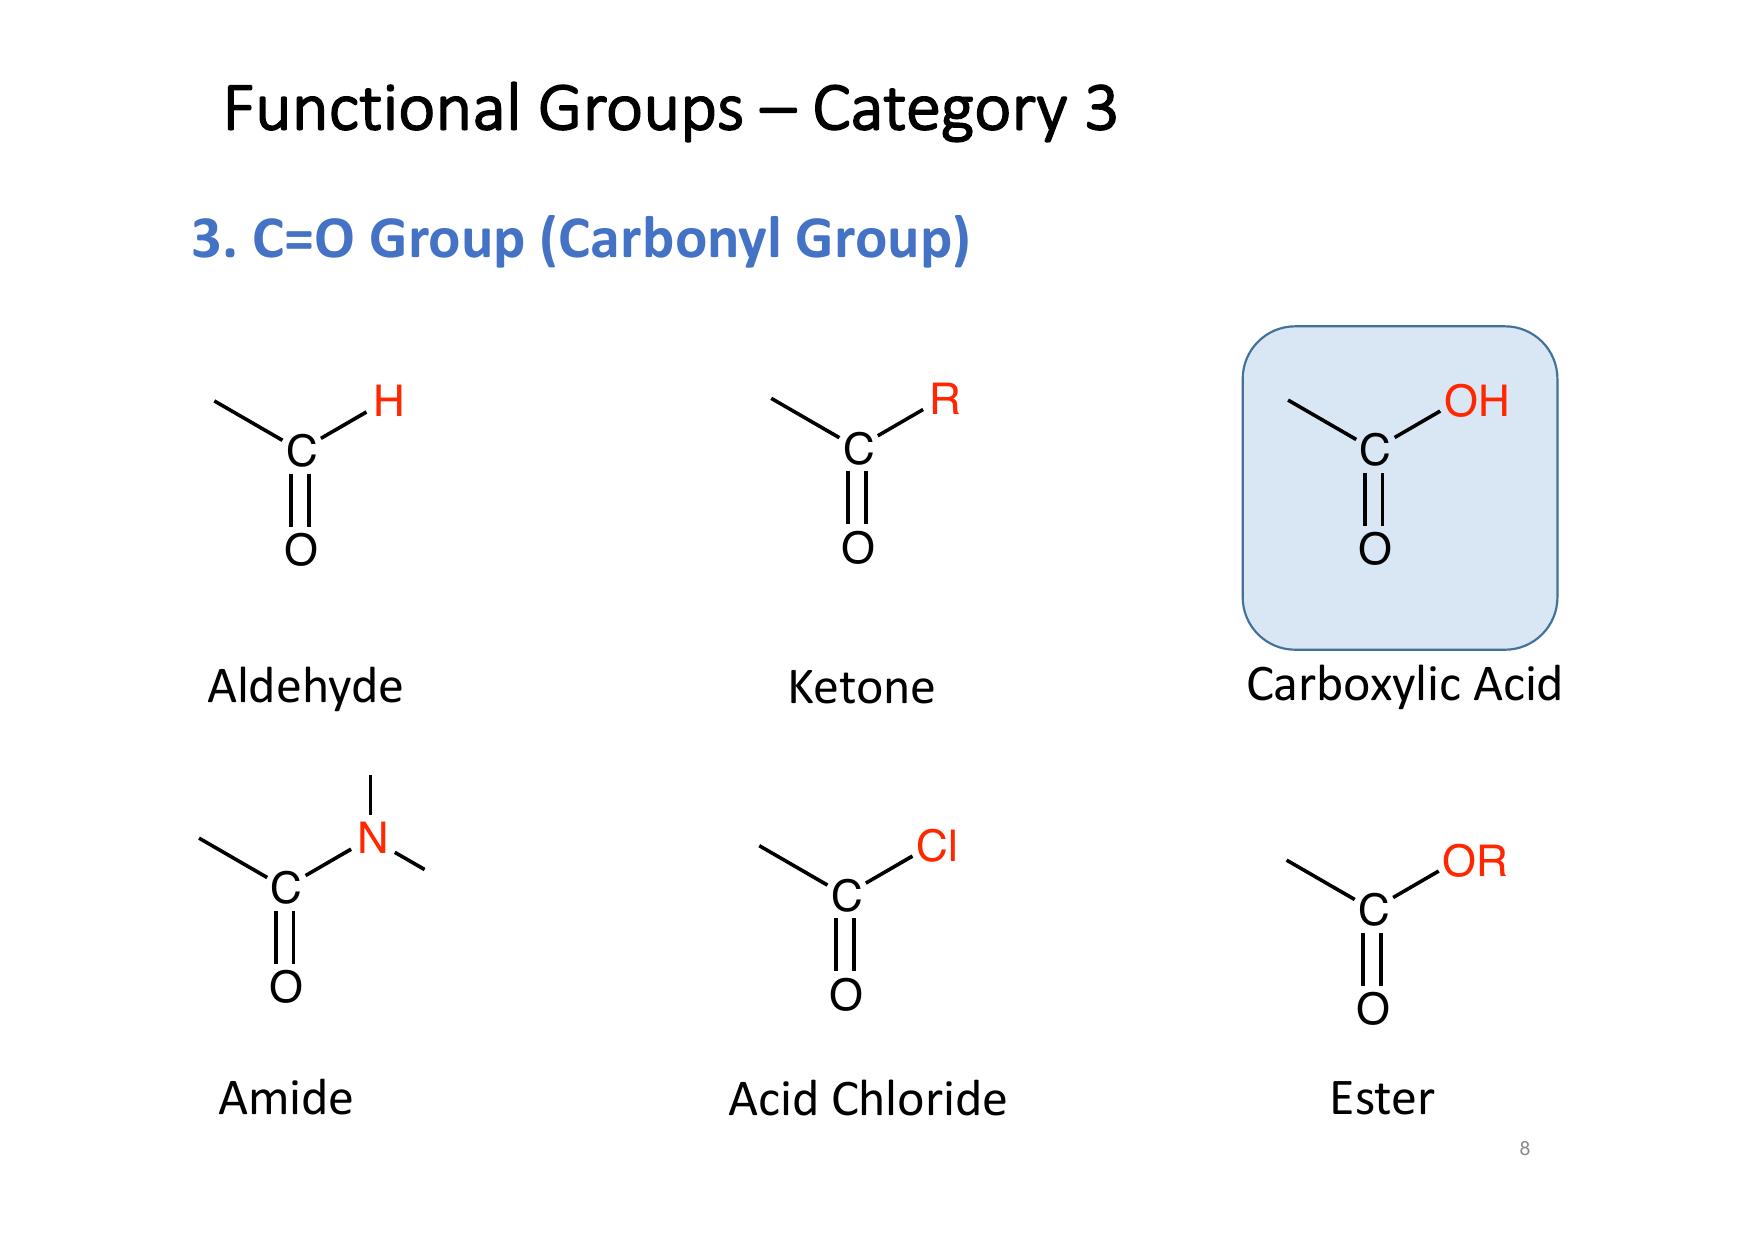 Functional Groups – Category 3
3. C=O Group (Carbonyl Group)
H
C
O
Aldehyde
R
C
O
Ketone
OH
C
O
Carboxylic Acid
N
C
O
Amide
Cl
C
O
Acid Chloride
OR
C
O
Ester
8